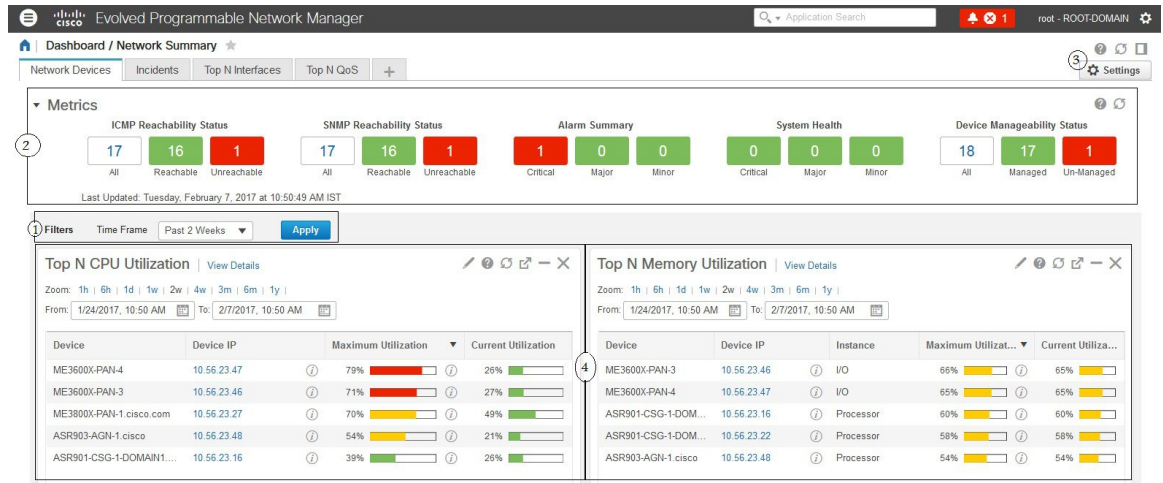 cisco Evolved Programmable Network Manager Application Search 1 root - ROOT-DOMAIN
Dashboard / Network Summary
Network Devices Incidents Top N Interfaces Top N QoS + 3 Settings
2 Metrics
ICMP Reachability Status SNMP Reachability Status Alarm Summary System Health Device Manageability Status
17 16 1 17 16 1 1 0 0 0 0 0 18 17 1
All Reachable Unreachable All Reachable Unreachable Critical Major Minor Critical Major Minor All Managed Un-Managed
Last Updated: Tuesday, February 7, 2017 at 10:50:49 AM IST
1 Filters Time Frame Past 2 Weeks Apply
Top N CPU Utilization | View Details
Zoom: 1h | 6h | 1d | 1w | 2w | 4w | 3m | 6m | 1y |
From: 1/24/2017, 10:50 AM To: 2/7/2017, 10:50 AM
Device Device IP Maximum Utilization Current Utilization
ME3600X-PAN-4 10.56.23.47 79% 26%
ME3600X-PAN-3 10.56.23.46 71% 27%
ME3800X-PAN-1.cisco.com 10.56.23.27 70% 49%
ASR903-AGN-1.cisco 10.56.23.48 54% 21%
ASR901-CSG-1-DOMAIN1.... 10.56.23.16 39% 26%
4
Top N Memory Utilization | View Details
Zoom: 1h | 6h | 1d | 1w | 2w | 4w | 3m | 6m | 1y |
From: 1/24/2017, 10:50 AM To: 2/7/2017, 10:50 AM
Device Device IP Instance Maximum Utilizat... Current Utiliza...
ME3600X-PAN-3 10.56.23.46 I/O 66% 65%
ME3600X-PAN-4 10.56.23.47 I/O 65% 65%
ASR901-CSG-1-DOM... 10.56.23.16 Processor 60% 60%
ASR901-CSG-1-DOM... 10.56.23.22 Processor 58% 58%
ASR903-AGN-1.cisco 10.56.23.48 Processor 54% 54%